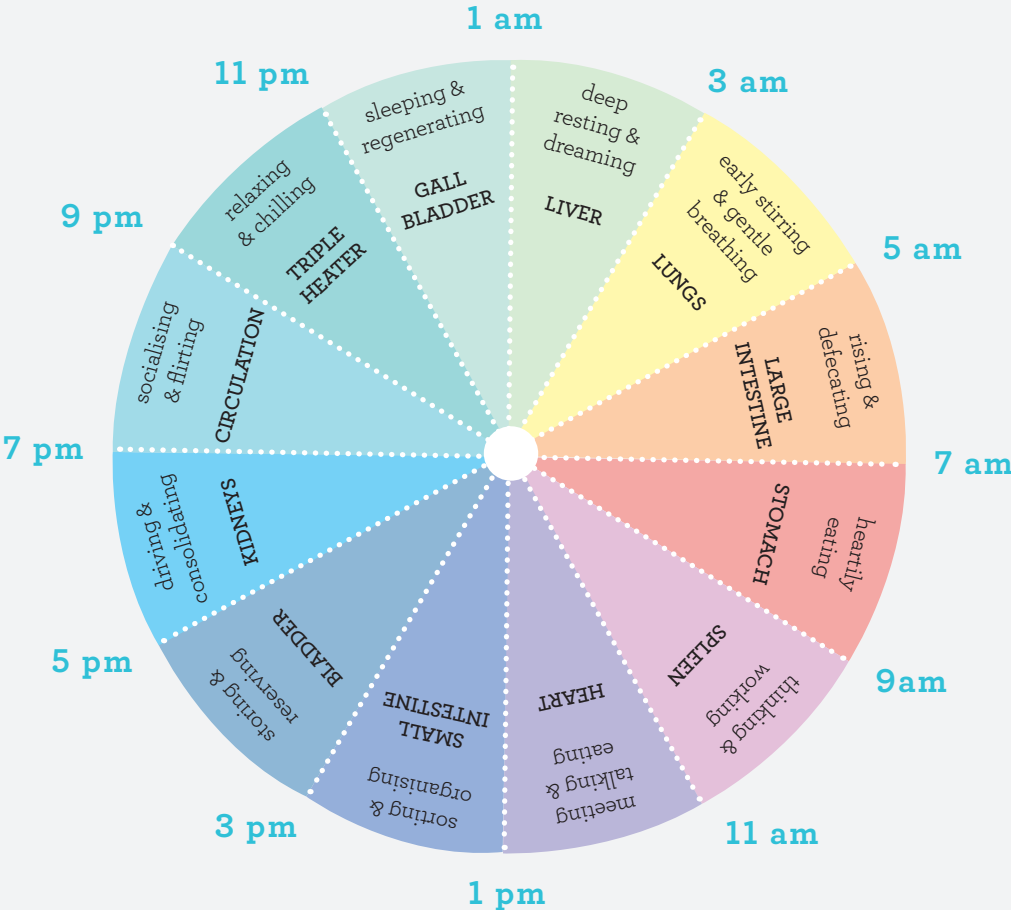 1 am
deep
resting &
dreaming
LIVER
3 am
early stirring
& gentle
breathing
LUNGS
5 am
rising &
defecating
LARGE
INTESTINE
7 am
heartily
eating
STOMACH
9am
thinking &
working
SPLEEN
11 am
meeting
talking &
eating
HEART
1 pm
sorting &
organising
SMALL
INTESTINE
3 pm
storing &
reserving
BLADDER
5 pm
driving &
consolidating
KIDNEYS
7 pm
socialising
& flirting
CIRCULATION
9 pm
relaxing
& chilling
TRIPLE
HEATER
11 pm
sleeping &
regenerating
GALL
BLADDER